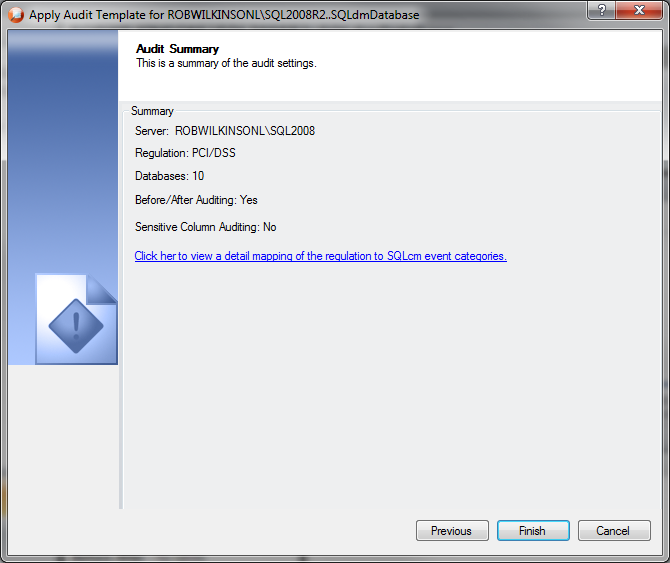 Apply Audit Template for ROBWILKINSONL\SQL2008R2..SQLdmDatabase
?
Audit Summary
This is a summary of the audit settings.
Summary
Server: ROBWILKINSONL\SQL2008
Regulation: PCI/DSS
Databases: 10
Before/After Auditing: Yes
Sensitive Column Auditing: No
Click her to view a detail mapping of the regulation to SQLcm event categories.
Previous Finish Cancel